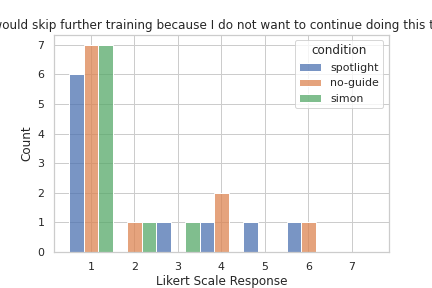 would skip further training because I do not want to continue doing this t
7
6
5
4
3
2
1
0
Count
condition
spotlight
no-guide
simon
1 2 3 4 5 6 7
Likert Scale Response